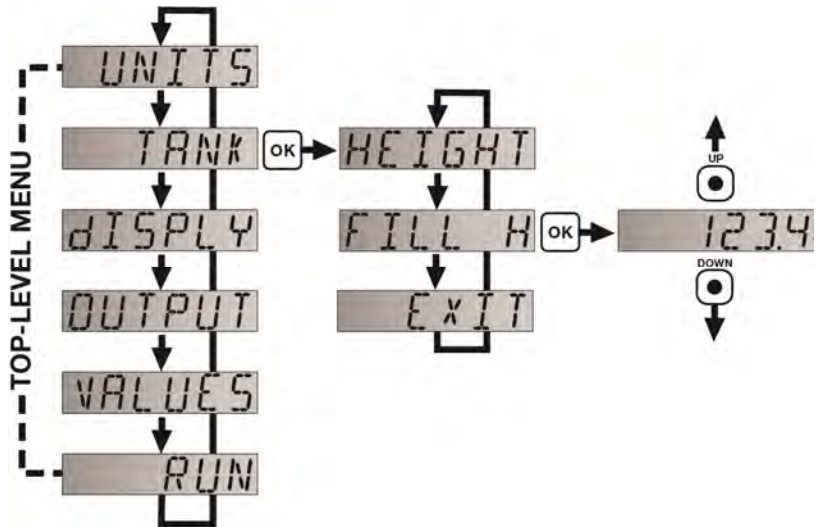 TOP-LEVEL MENU
UNITS
TANK
OK
HEIGHT
UP
dISPLY
FILL H
OK
123.4
DOWN
OUTPUT
ExIT
VALUES
RUN